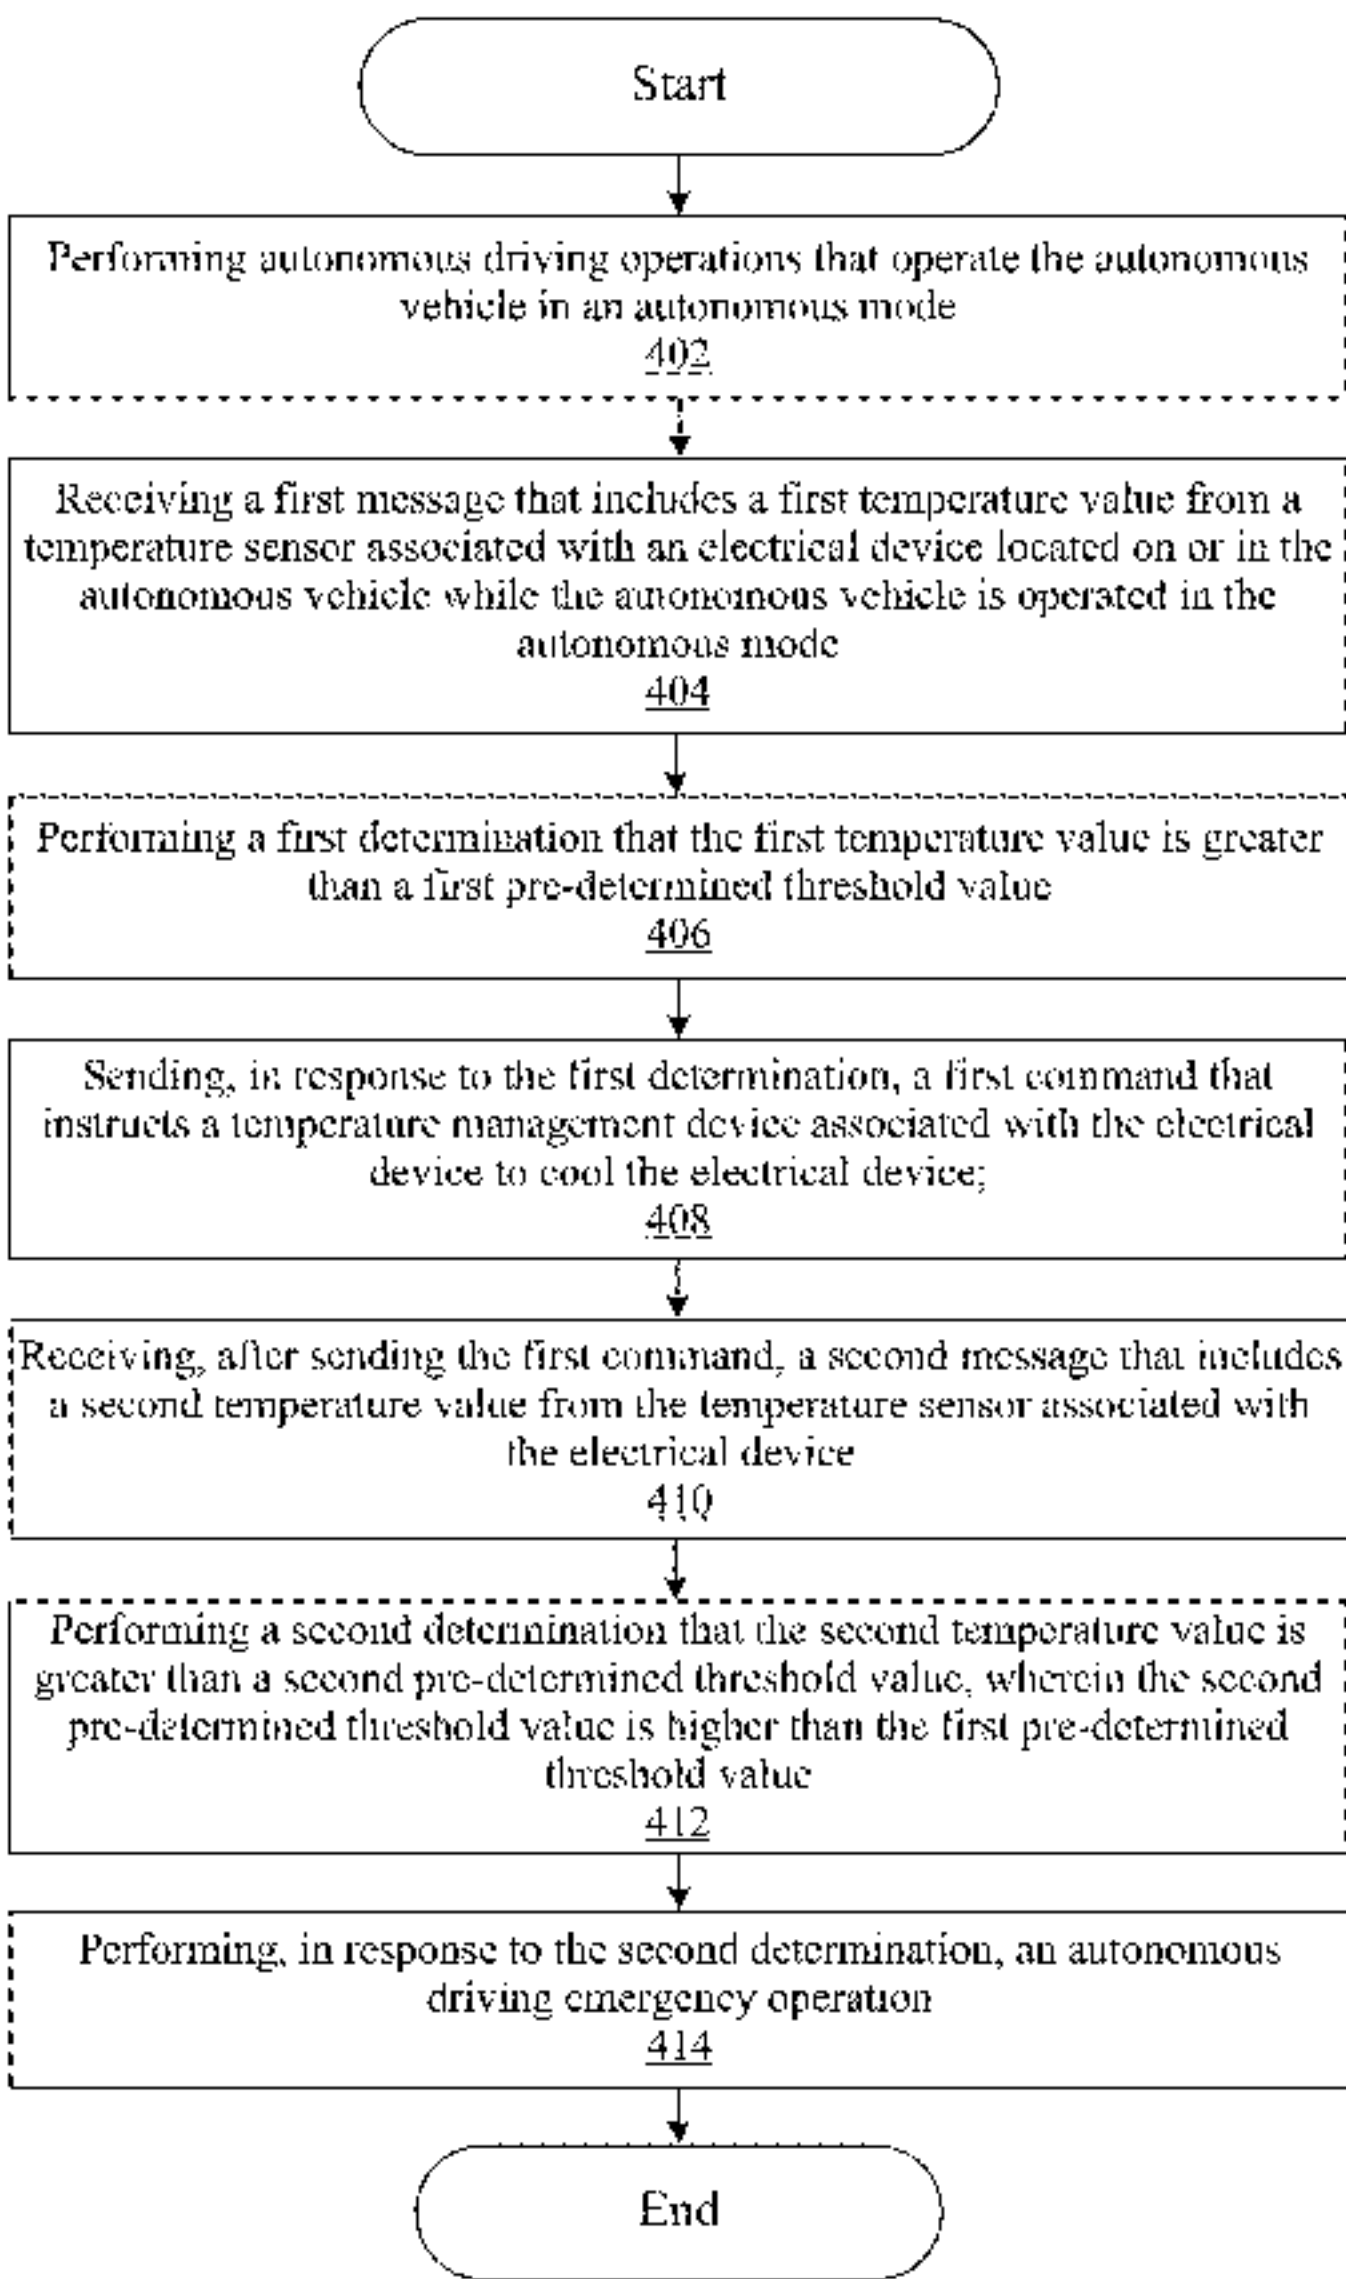 Start
Performing autonomous driving operations that operate the autonomous
vehicle in an autonomous mode
402
Receiving a first message that includes a first temperature value from a
temperature sensor associated with an electrical device located on or in the
autonomous vehicle while the autonomous vehicle is operated in the
autonomous mode
404
Performing a first determination that the first temperature value is greater
than a first pre-determined threshold value
406
Sending, in response to the first determination, a first command that
instructs a temperature management device associated with the electrical
device to cool the electrical device;
408
Receiving, after sending the first command, a second message that includes
a second temperature value from the temperature sensor associated with
the electrical device
410
Performing a second determination that the second temperature value is
greater than a second pre-determined threshold value, wherein the second
pre-determined threshold value is higher than the first pre-determined
threshold value
412
Performing, in response to the second determination, an autonomous
driving emergency operation
414
End